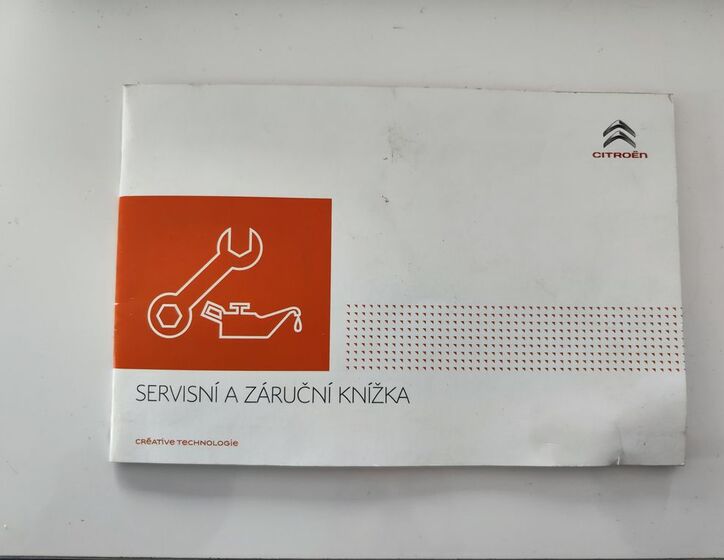 CITROËN
SERVISNÍ A ZÁRUČNÍ KNÍŽKA
CRÉATIVE TECHNOLOGIE